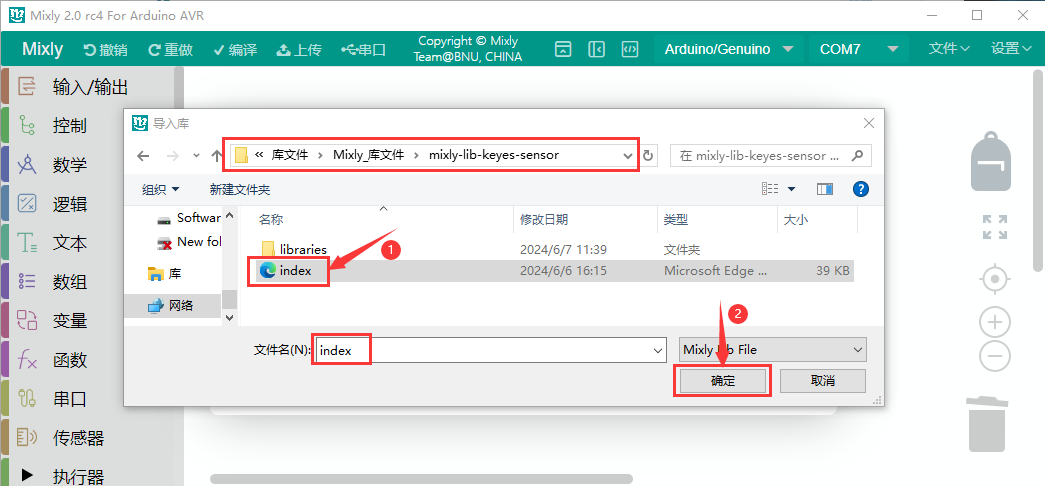 Mixly 2.0 rc4 For Arduino AVR
Mixly 撤销 重做 编译 上传 串口 Copyright © Mixly Team@BNU, CHINA Arduino/Genuino COM7 文件 设置
输入/输出
控制
数学
逻辑
文本
数组
变量
函数
串口
传感器
执行器
导入库
« 库文件 › Mixly_库文件 › mixly-lib-keyes-sensor
在 mixly-lib-keyes-sensor ...
组织 新建文件夹
Softwar
New fol
库
网络
名称 修改日期 类型 大小
libraries 2024/6/7 11:39 文件夹
index 2024/6/6 16:15 Microsoft Edge ... 39 KB
1
2
文件名(N): index
File
确定 取消